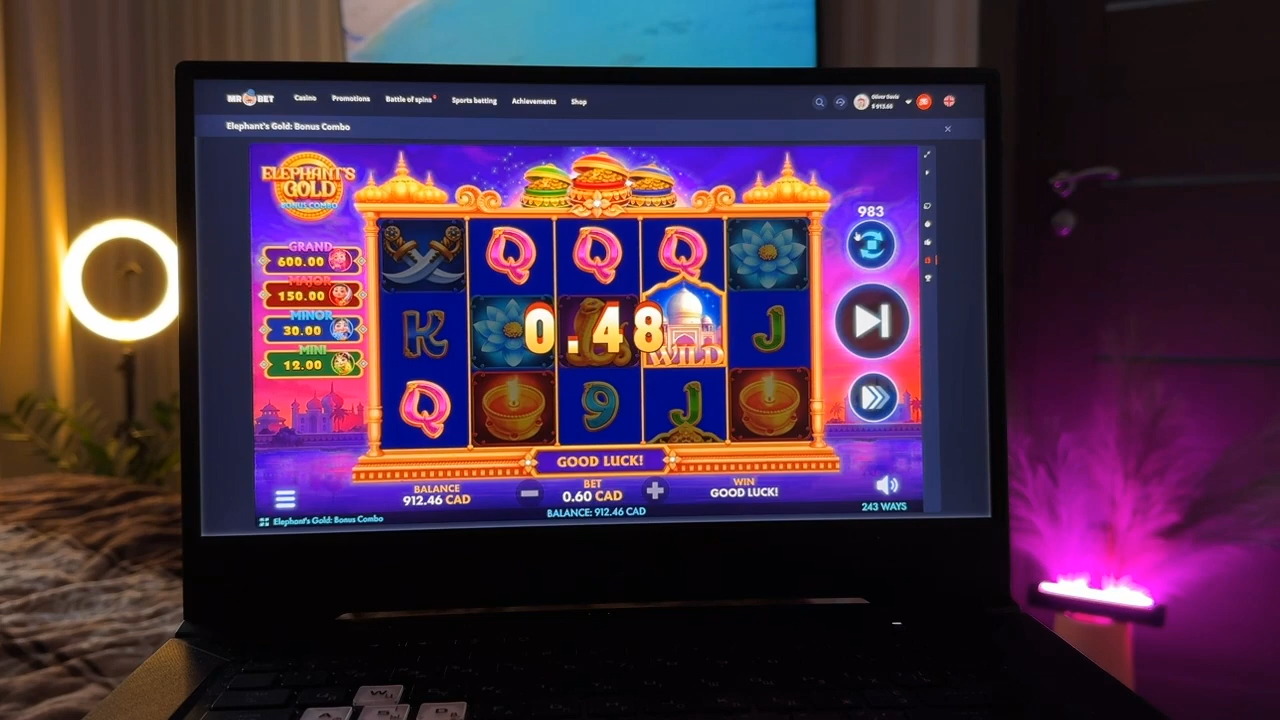 MR BET
Casino
Promotions
Battle of spins
Sports betting
Achievements
Shop
$ 913.06
Elephant's Gold: Bonus Combo
ELEPHANT'S
GOLD
BONUS COMBO
983
GRAND
600.00
MAJOR
150.00
MINOR
30.00
MINI
12.00
Q Q Q
K 0.48 J
WILD
Q 9 J
GOOD LUCK!
BALANCE
912.46 CAD
BET
0.60 CAD
WIN
GOOD LUCK!
BALANCE: 912.46 CAD
243 WAYS
Elephant's Gold: Bonus Combo
W
A
D